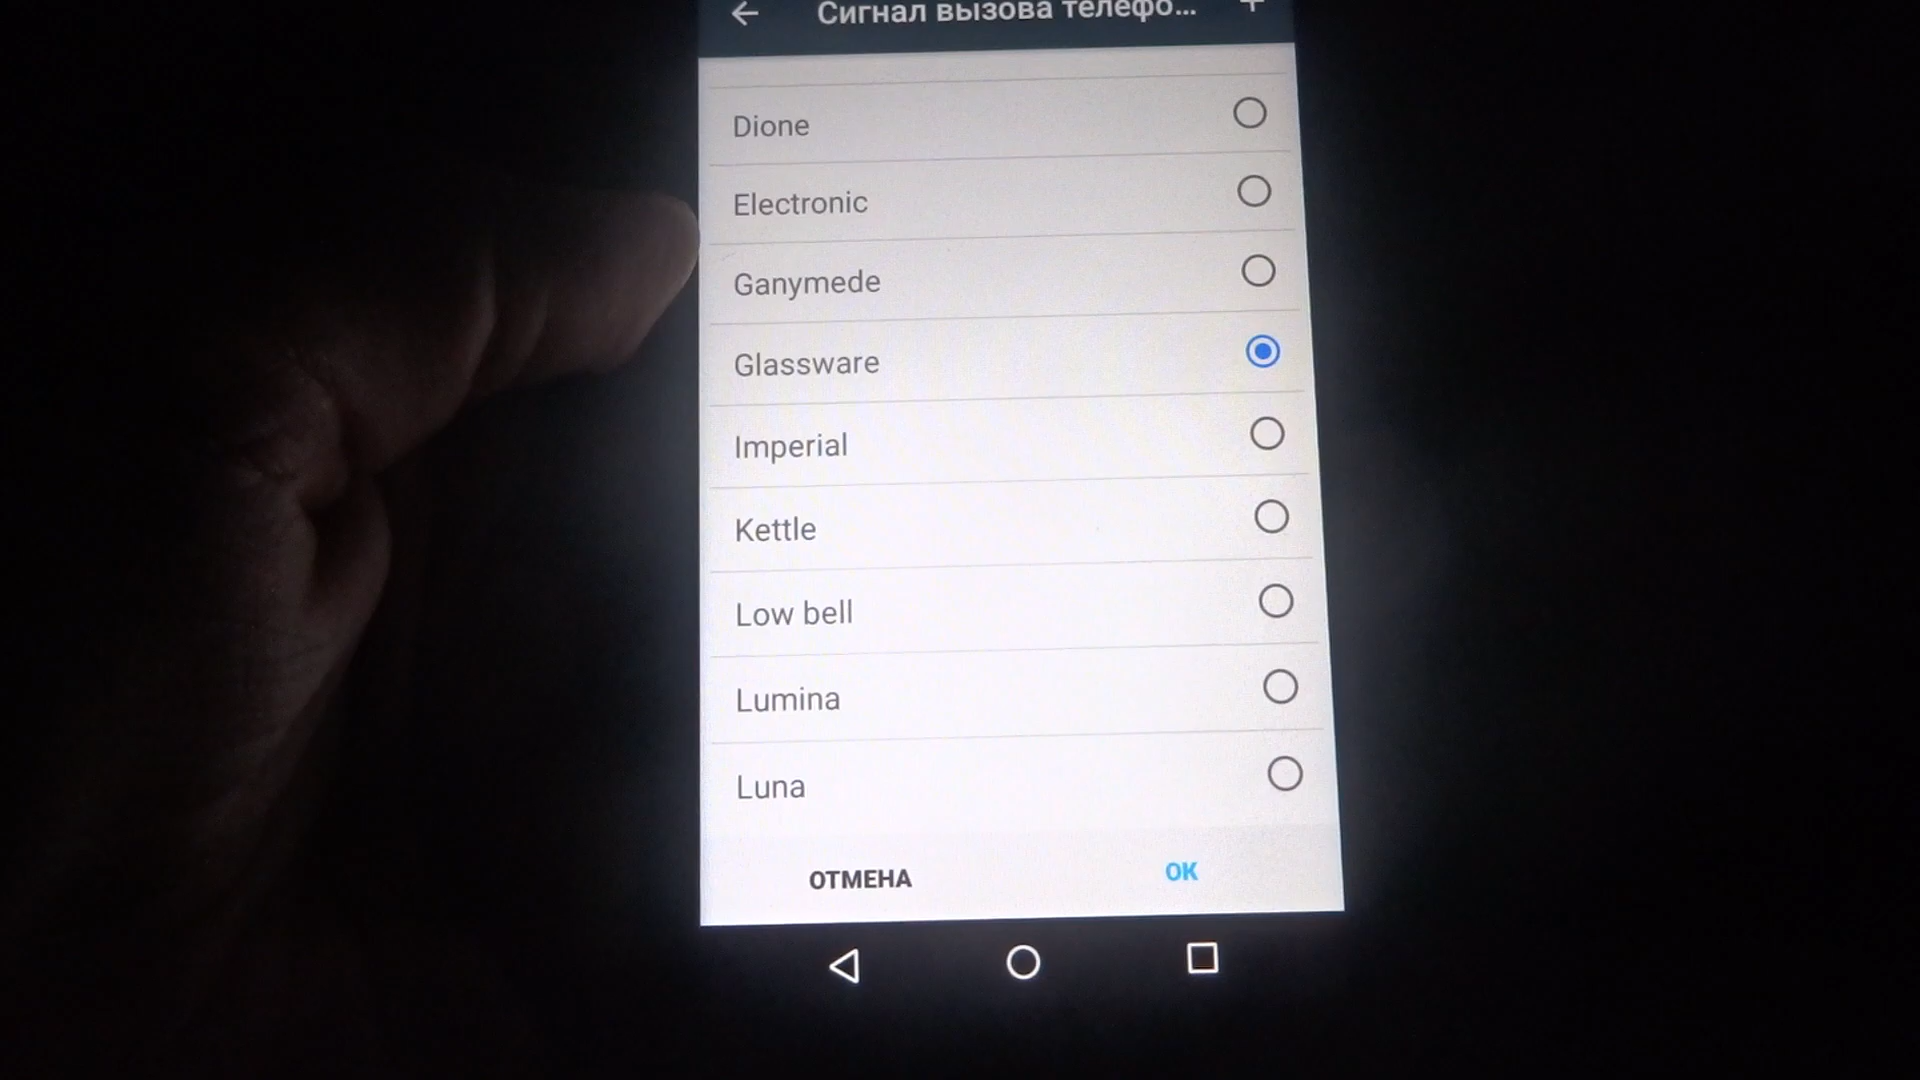 Сигнал вызова телефо...
Dione
Electronic
Ganymede
Glassware
Imperial
Kettle
Low bell
Lumina
Luna
ОТМЕНА
OK